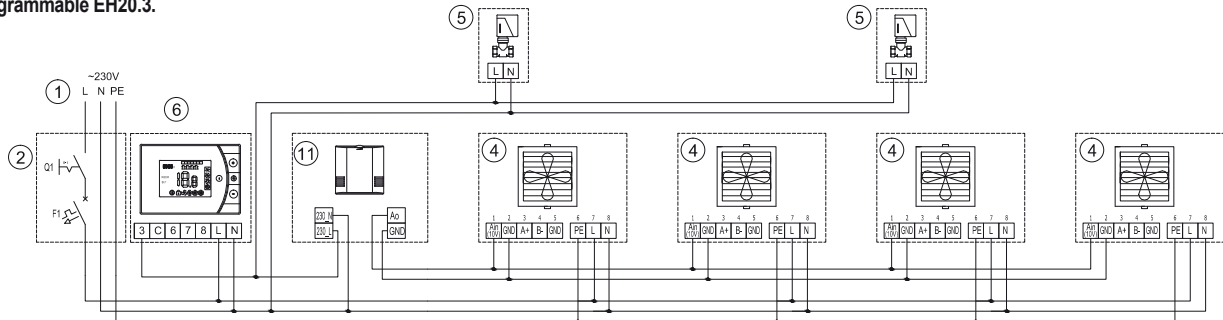 grammable EH20.3.
5
5
L N
L N
~230V
1
L N PE
6
2
11
4
4
4
4
Q1
F1
3 C 6 7 8 L N
230_N
230_L
Ao
GND
1 2 3 4 5 6 7 8
Ain (10V) GND A+ B- GND PE L N
1 2 3 4 5 6 7 8
Ain (10V) GND A+ B- GND PE L N
1 2 3 4 5 6 7 8
Ain (10V) GND A+ B- GND PE L N
1 2 3 4 5 6 7 8
Ain (10V) GND A+ B- GND PE L N